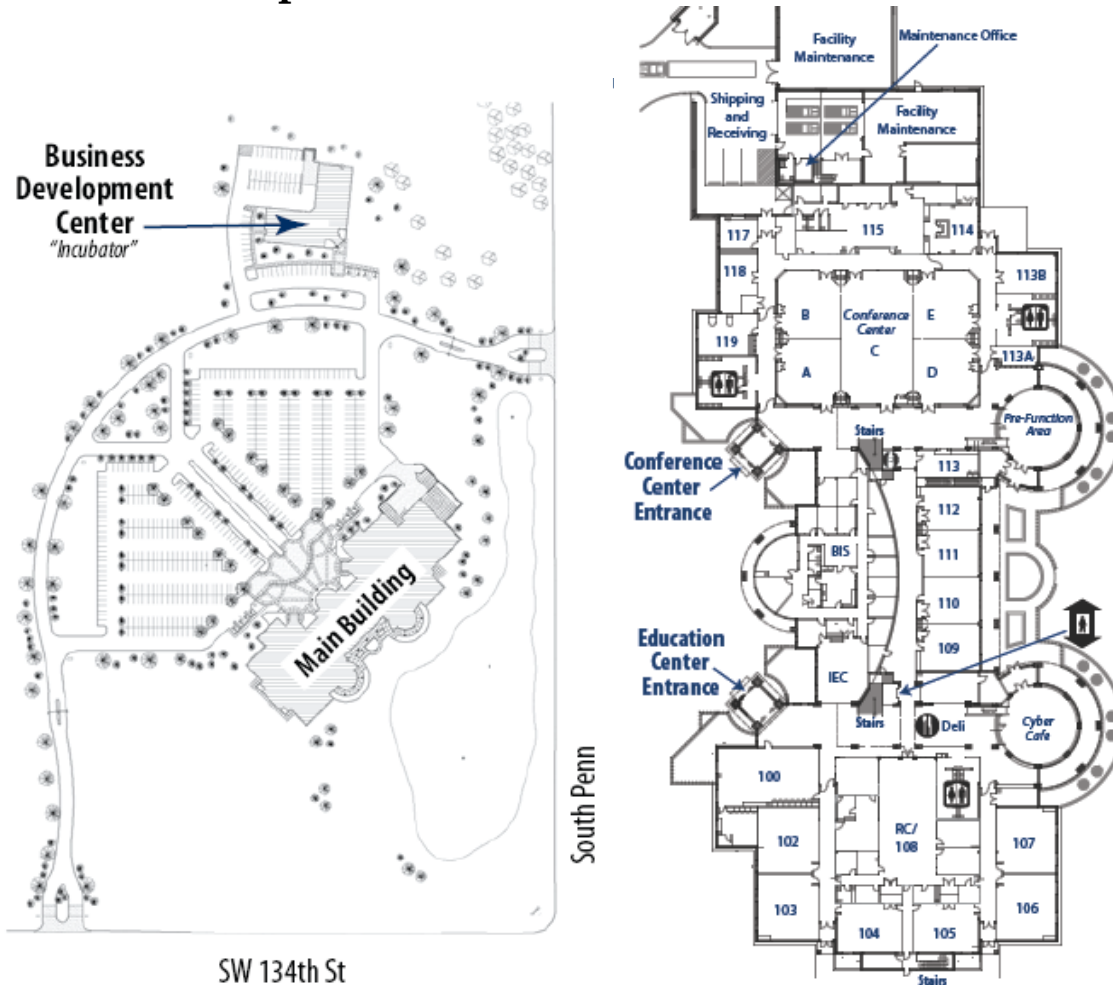 Business
Development
Center
"Incubator"
Main Building
South Penn
SW 134th St
Facility
Maintenance
Maintenance Office
Shipping
and
Receiving
Facility
Maintenance
117
115
114
118
113B
B
Conference
Center
E
119
C
113A
A
D
Pre-Function
Area
Stairs
Conference
Center
Entrance
113
112
BIS
111
110
Education
Center
Entrance
109
IEC
Stairs
Deli
Cyber
Cafe
100
RC/
108
102
107
103
106
104
105
Stairs